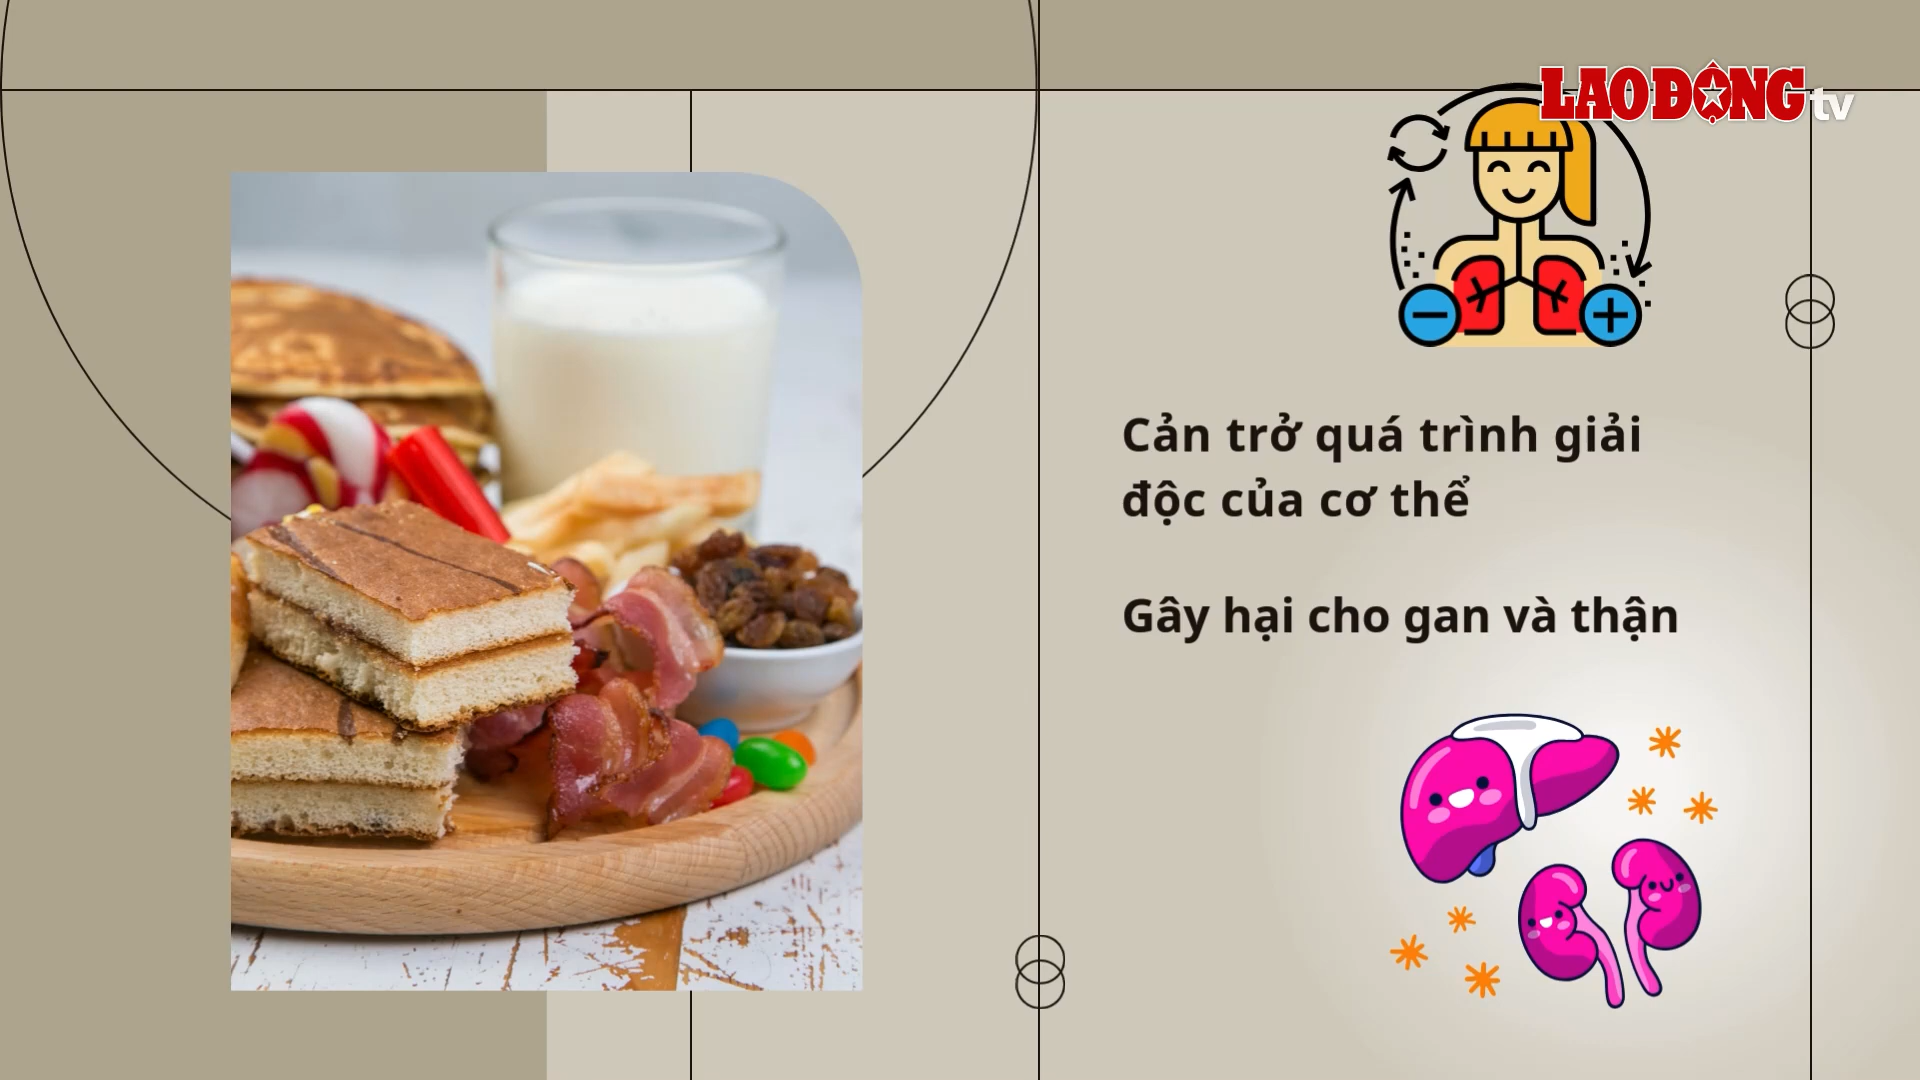 LAO ĐỘNG tv
Cản trở quá trình giải
độc của cơ thể
Gây hại cho gan và thận